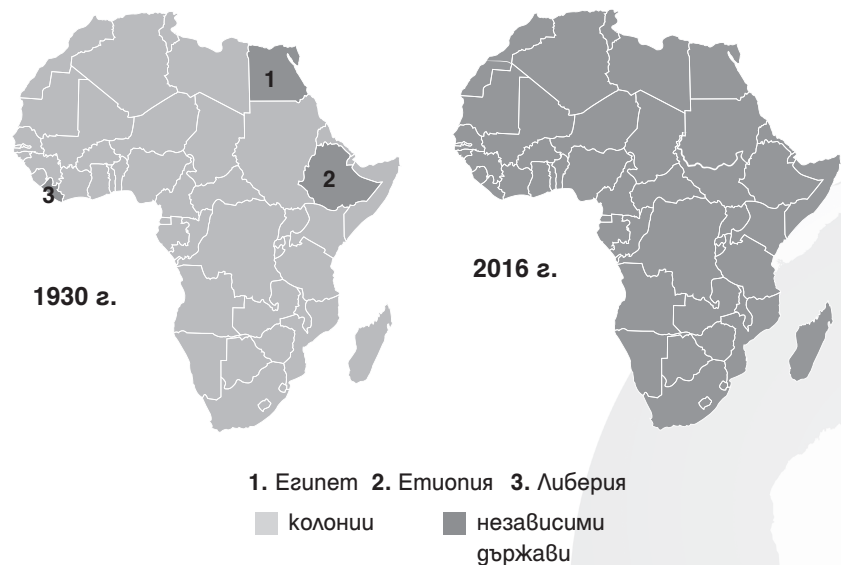 1
2
3
1930 г.
2016 г.
1. Египет 2. Етиопия 3. Либерия
колонии
независими
държави